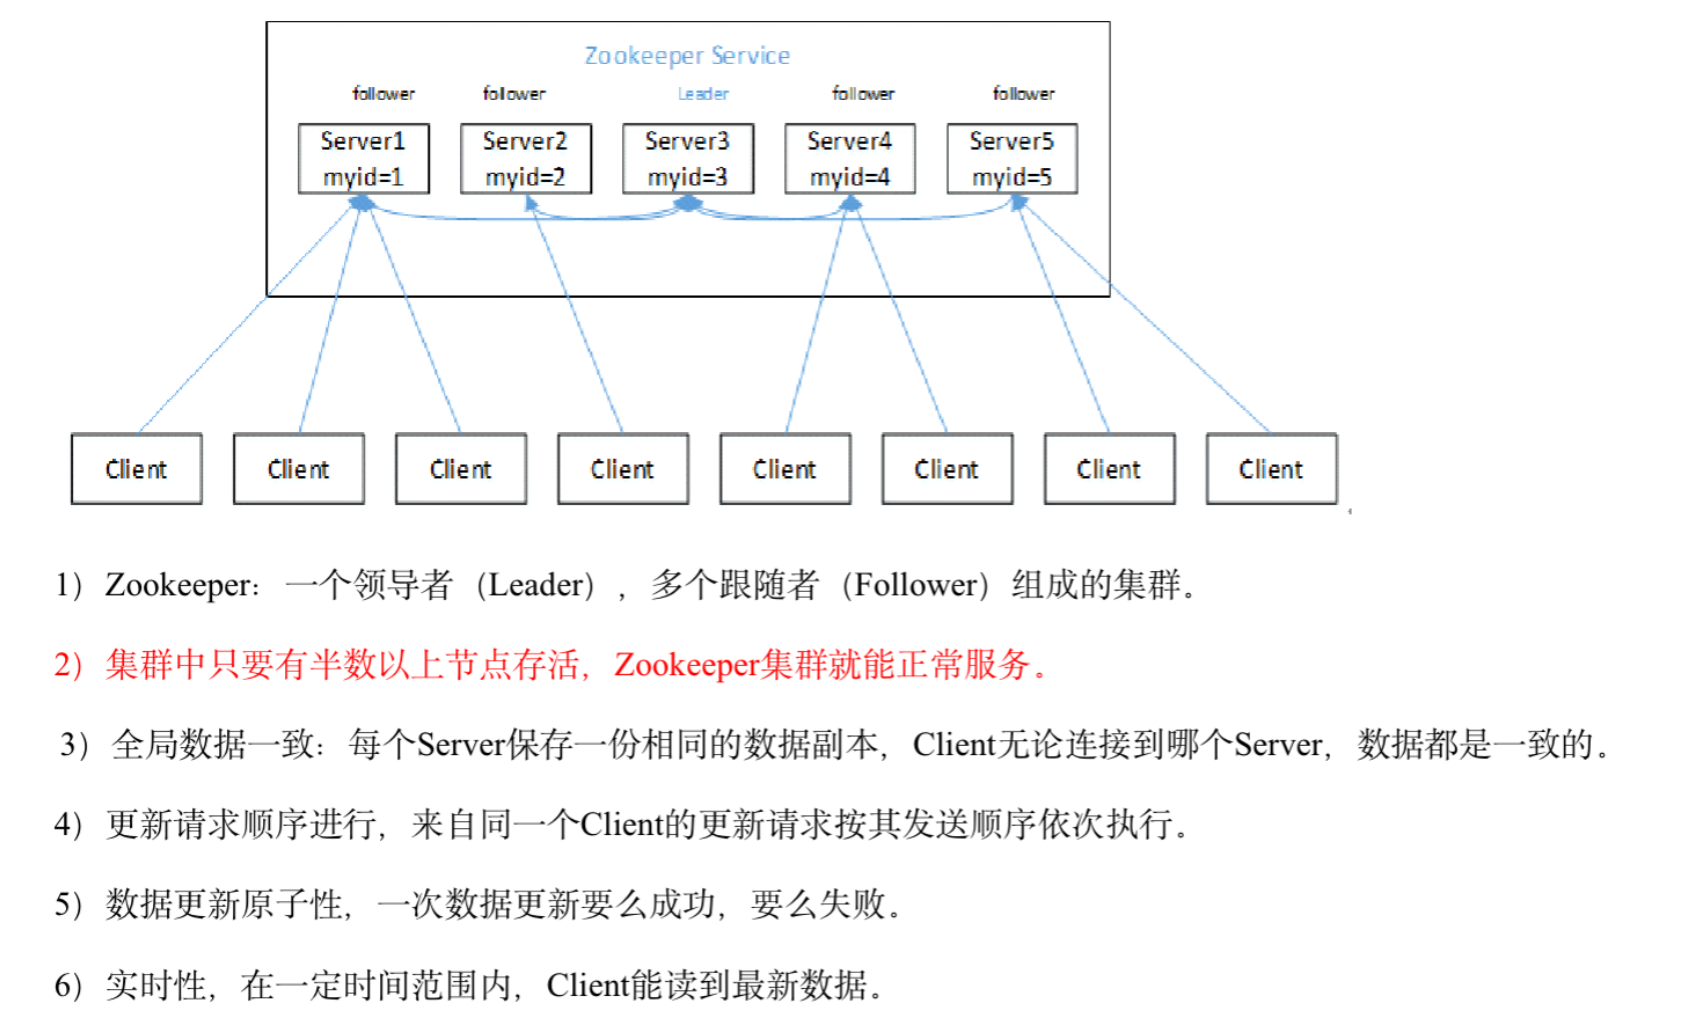 Zookeeper Service
follower follower Leader follower follower
Server1 Server2 Server3 Server4 Server5
myid=1 myid=2 myid=3 myid=4 myid=5
Client Client Client Client Client Client Client Client
1）Zookeeper：一个领导者（Leader），多个跟随者（Follower）组成的集群。
2）集群中只要有半数以上节点存活，Zookeeper集群就能正常服务。
3）全局数据一致：每个Server保存一份相同的数据副本，Client无论连接到哪个Server，数据都是一致的。
4）更新请求顺序进行，来自同一个Client的更新请求按其发送顺序依次执行。
5）数据更新原子性，一次数据更新要么成功，要么失败。
6）实时性，在一定时间范围内，Client能读到最新数据。